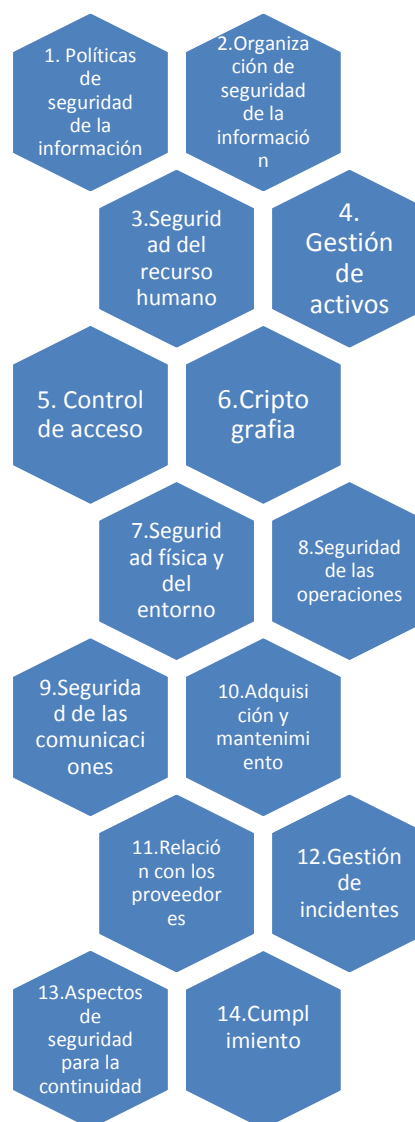 1. Políticas
de
seguridad
de la
información
2.Organiza
ción de
seguridad
de la
informació
n
3.Segurid
ad del
recurso
humano
4.
Gestión
de
activos
5. Control
de acceso
6.Cripto
grafia
7.Segurid
ad física y
del
entorno
8.Seguridad
de las
operaciones
9.Segurida
d de las
comunicaci
ones
10.Adquisi
ción y
mantenimi
ento
11.Relació
n con los
proveedor
es
12.Gestión
de
incidentes
13.Aspectos
de
seguridad
para la
continuidad
14.Cumpl
imiento